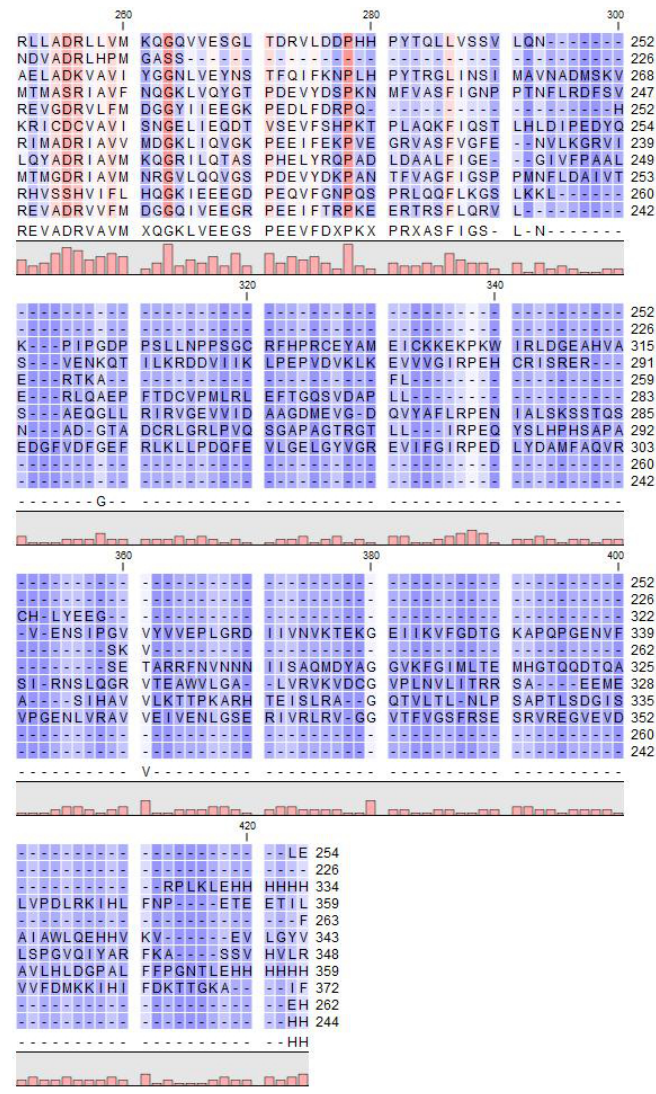 260 280 300
RLLADRLLVM KQGQVVESGL TDRVLDDPHH PYTQLLVSSV LQN------- 252
NDVADRLHPM GASS------ ---------- ---------- ---------- 226
AELADKVAVI YGGNLVEYNS TFQIFKNPLH PYTRGLINSI MAVNADMSKV 268
MTMASRIAVF NQGKLVQYGT PDEVYDSPKN MFVASFIGNP PTNFLRDFSV 247
REVGDRVLFM DGGYIIEEGK PEDLFDRPQ- ---------- ---------H 252
KRICDCVAVI SNGELIEQDT VSEVFSHPKT PLAQKFIQST LHLDIPEDYQ 254
RIMADRIAVM KNGRVIEEGP PEEIFEKPVE GRVASFVGFE --NVLKGRVI 239
LQYADRIAVV KQGRILQTAS PHELYRQPAD LDAALFIGE- --GIVFPAAL 249
MTMGDRIAVM NRGVLQQVGS PDEVYDKPAN TFVAGFIGSP PMNFLDAIVT 253
RHVSSHVIFL HQGKIEEEGD PEQVFGNPQS PRLQQFLKGS LKKL------ 260
REVADRVVFM DGGQIVEEGR PEEIFTRPKE ERTRSFLQRV L--------- 242
REVADRVAVM XQGKLVEEGS PEEVFDXPKX PRXASFIGS- L-N-------
320 340
---------- ---------- ---------- ---------- ---------- 252
---------- ---------- ---------- ---------- ---------- 226
K---PIPGDP PSLLNPPSGC RFHPRCEYAM EICKKEKPKW IRLDGEAHVA 315
S---VENKQT ILKRDDVIIK LPEPVDVKLK EVVVGIRPEH CRISRER--- 291
E---RTKA-- ---------- ---------- FL-------- ---------- 259
E---RLQAEP FTDCVPMLRL EFTGQSVDAP LL-------- ---------- 283
S---AEQGLL RIRVGEVVID AAGDMEVG-D QVYAFLRPEN IALSKSSTQS 285
N---AD-GTA DCRLGRLPVQ SGAPAGTRGT LL---IRPEQ YSLHPHSAPA 292
EDGFVDFGEF RLKLLPDQFE VLGELGYVGR EVIFGIRPED LYDAMFAQVR 303
---------- ---------- ---------- ---------- ---------- 260
---------- ---------- ---------- ---------- ---------- 242
-------G-- ---------- ---------- ---------- ----------
360 380 400
---------- ---------- ---------- ---------- ---------- 252
---------- ---------- ---------- ---------- ---------- 226
CH-LYEEG-- ---------- ---------- ---------- ---------- 322
-V-ENSIPGV VYVVEPLGRD IIVNVKTEKG EIIKVFGDTG KAPQPGENVF 339
--------SK V--------- ---------- ---------- ---------- 262
--------SE TARRFNVNNN IISAQMDYAG GVKFGIMLTE MHGTQQDTQA 325
SI-RNSLQGR VTEAWVLGA- -LVRVKVDCG VPLNVLITRR SA----EEME 328
A----SIHAV VLKTTPKARH TEISLRA--G QTVLTL-NLP SAPTLSDGIS 335
VPGENLVRAV VEIVENLGSE RIVRLRV-GG VTFVGSFRSE SRVREGVEVD 352
---------- ---------- ---------- ---------- ---------- 260
---------- ---------- ---------- ---------- ---------- 242
---------- V--------- ---------- ---------- ----------
420
---------- ---------- --LE 254
---------- ---------- ---- 226
---------- --RPLKLEHH HHHH 334
LVPDLRKIHL FNP----ETE ETIL 359
---------- ---------- ---F 263
AIAWLQEHHV KV-----EV LGYV 343
LSPGVQIYAR FKA----SSV HVLR 348
AVLHLDGPAL FFPGNTLEHH HHHH 359
VVFDMKKIHI FDKTTGKA-- --IF 372
---------- ---------- --EH 262
---------- ---------- --HH 244
---------- ---------- --HH